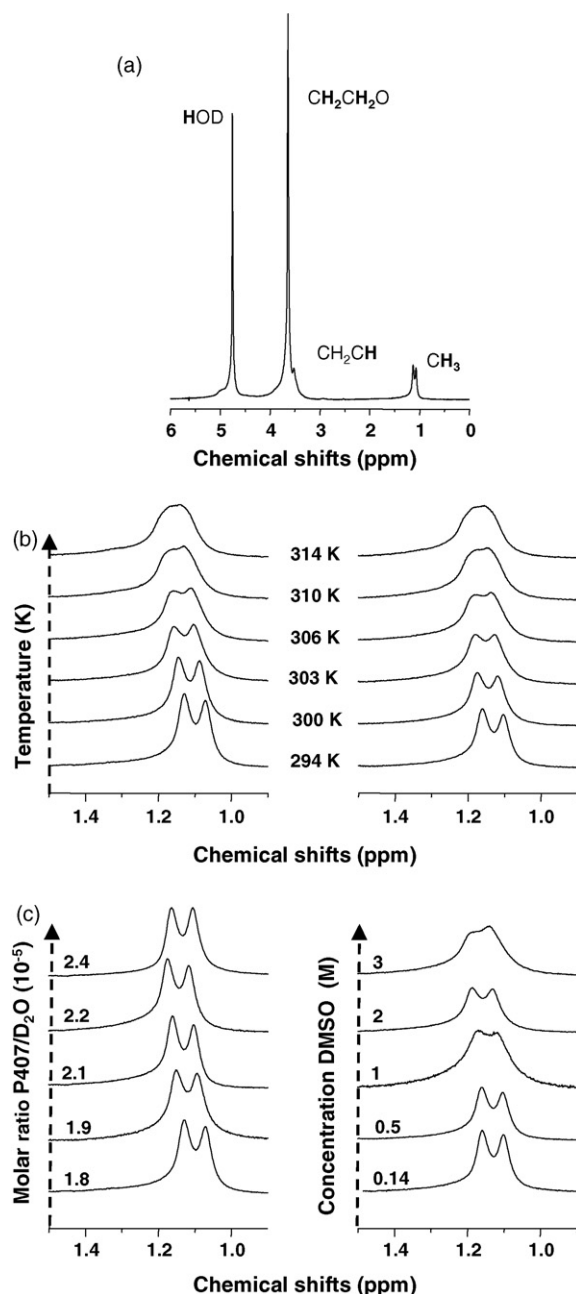 (a)
HOD
CH₂CH₂O
CH₂CH
CH₃
6 5 4 3 2 1 0
Chemical shifts (ppm)
(b)
Temperature (K)
314 K
310 K
306 K
303 K
300 K
294 K
1.4 1.2 1.0
1.4 1.2 1.0
Chemical shifts (ppm)
(c)
Molar ratio P407/D₂O (10⁻⁵)
2.4
2.2
2.1
1.9
1.8
Concentration DMSO (M)
3
2
1
0.5
0.14
1.4 1.2 1.0
1.4 1.2 1.0
Chemical shifts (ppm)